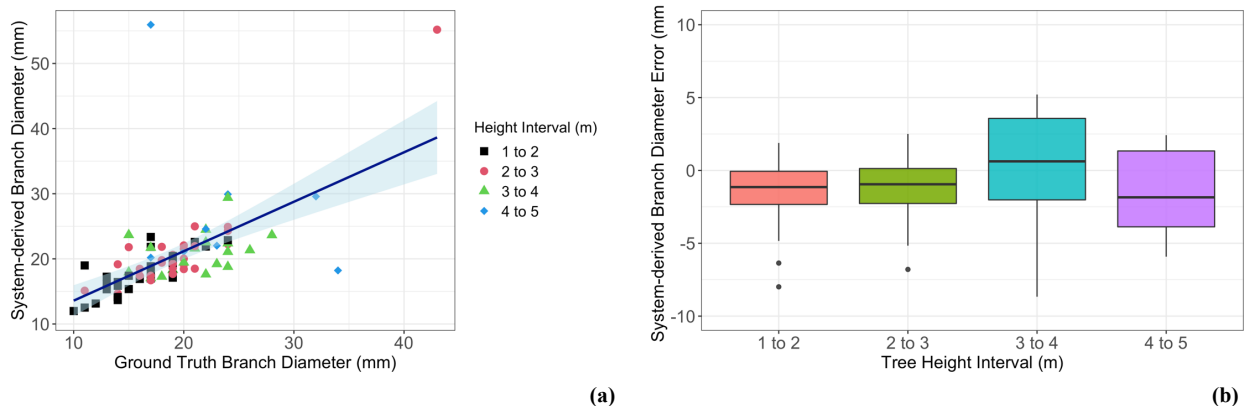 System-derived Branch Diameter (mm)
50
40
30
20
10
10
20
30
40
Ground Truth Branch Diameter (mm)
Height Interval (m)
1 to 2
2 to 3
3 to 4
4 to 5
(a)
System-derived Branch Diameter Error (mm
10
5
0
-5
-10
1 to 2
2 to 3
3 to 4
4 to 5
Tree Height Interval (m)
(b)